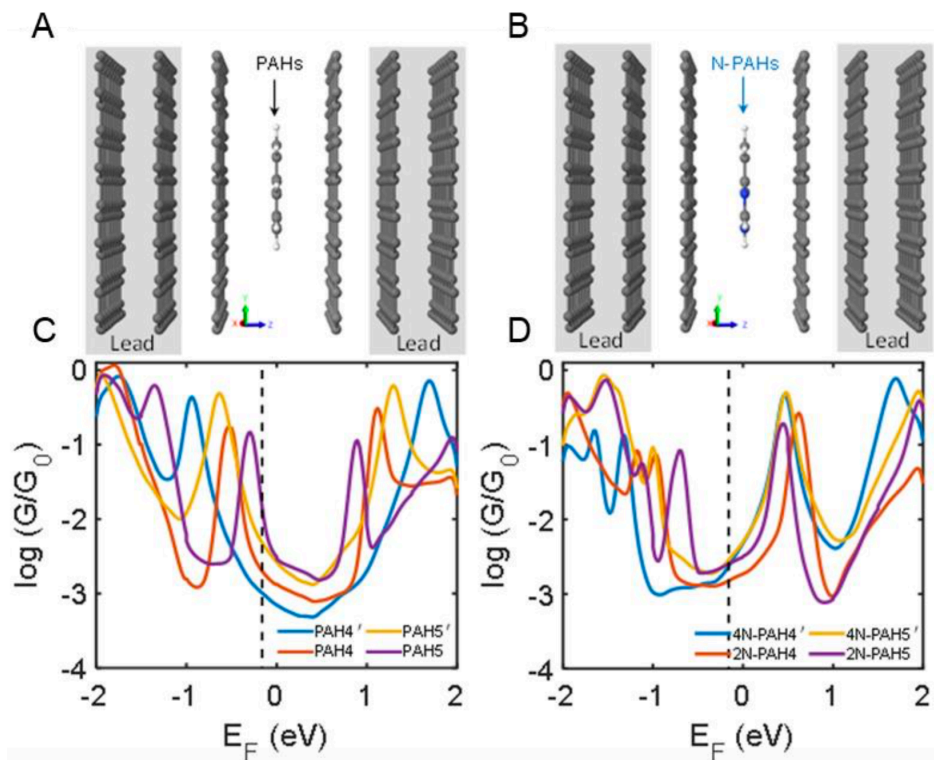 A
B
PAHs
N-PAHs
Y
X
Z
Y
X
Z
Lead
Lead
Lead
Lead
C
D
0
-1
-2
-3
-4
log (G/G0)
PAH4′
PAH5′
PAH4
PAH5
-2
-1
0
1
2
EF (eV)
0
-1
-2
-3
-4
log (G/G0)
4N-PAH4′
4N-PAH5′
2N-PAH4
2N-PAH5
-2
-1
0
1
2
EF (eV)